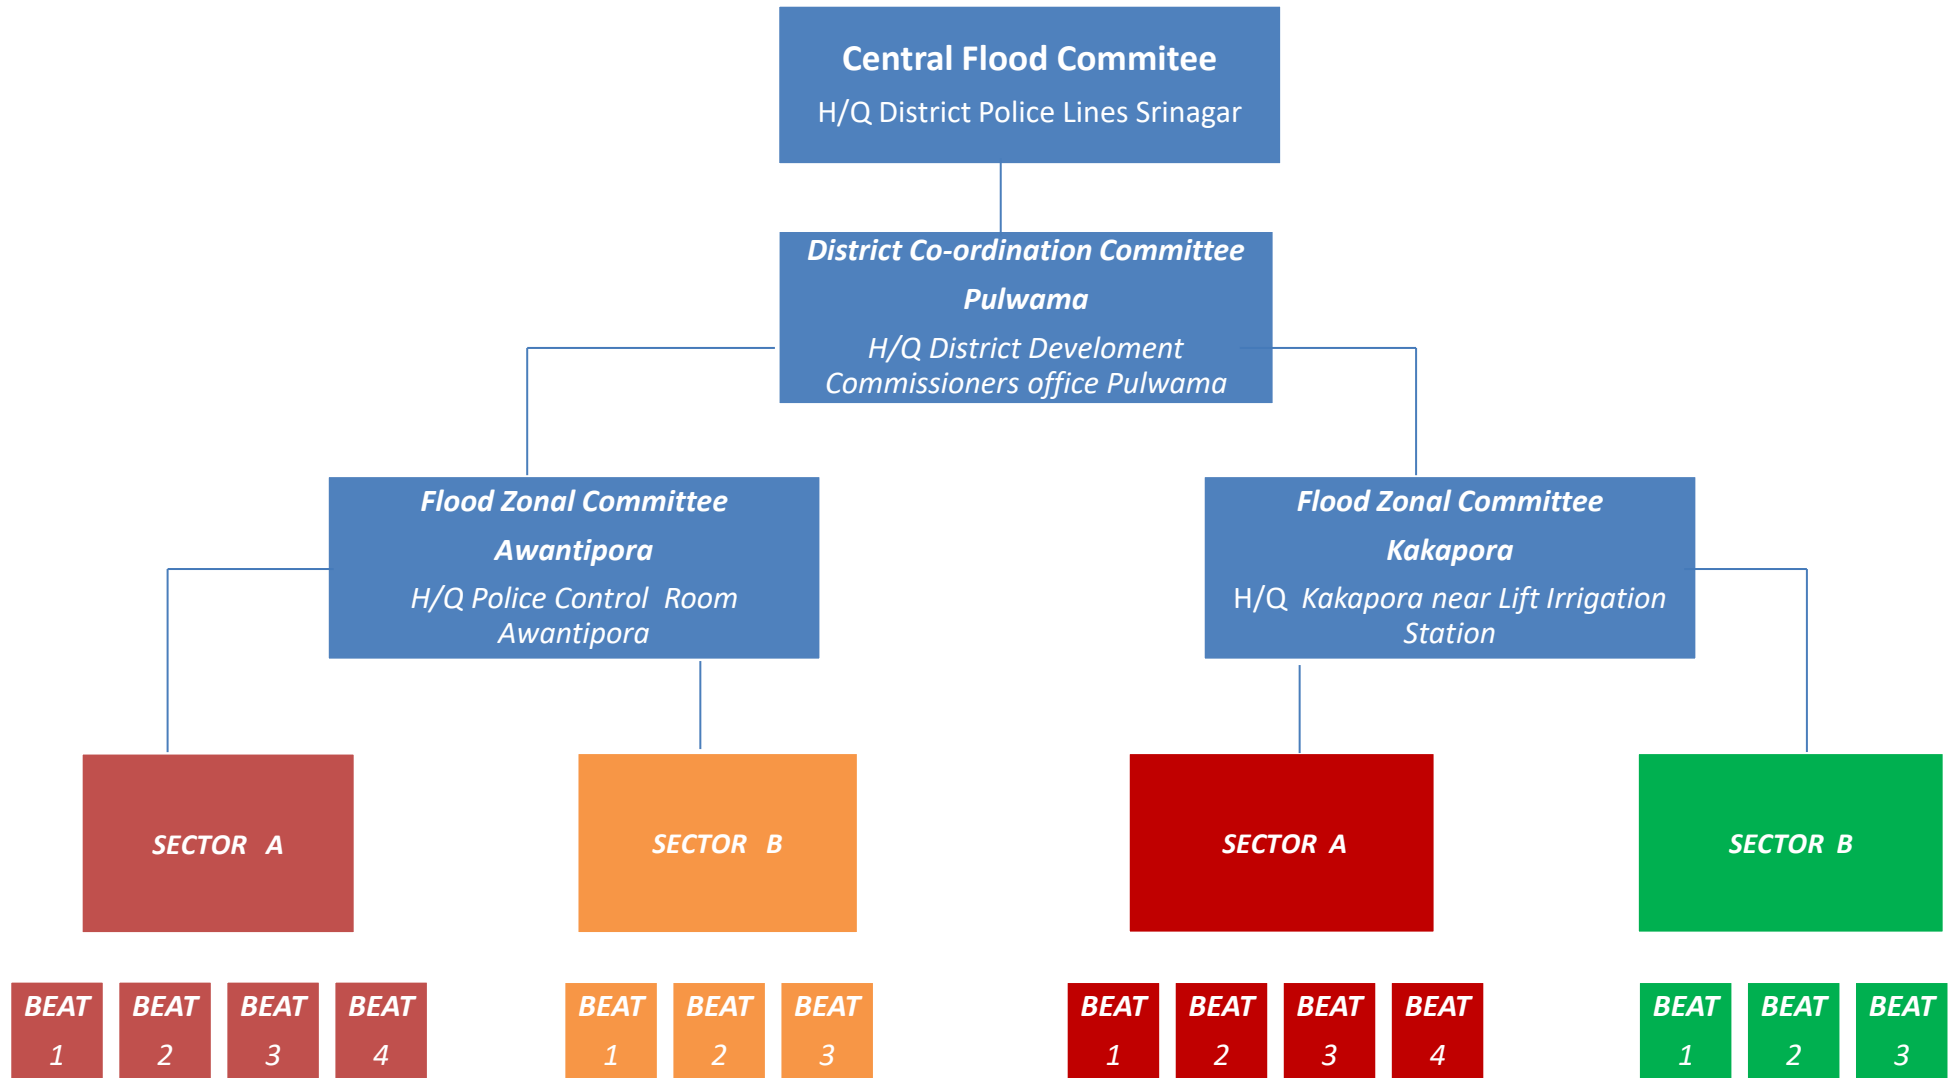 Central Flood Commitee
H/Q District Police Lines Srinagar
District Co-ordination Committee
Pulwama
H/Q District Develoment
Commissioners office Pulwama
Flood Zonal Committee
Awantipora
H/Q Police Control Room
Awantipora
Flood Zonal Committee
Kakapora
H/Q Kakapora near Lift Irrigation
Station
SECTOR A
SECTOR B
SECTOR A
SECTOR B
BEAT
1
BEAT
2
BEAT
3
BEAT
4
BEAT
1
BEAT
2
BEAT
3
BEAT
1
BEAT
2
BEAT
3
BEAT
4
BEAT
1
BEAT
2
BEAT
3